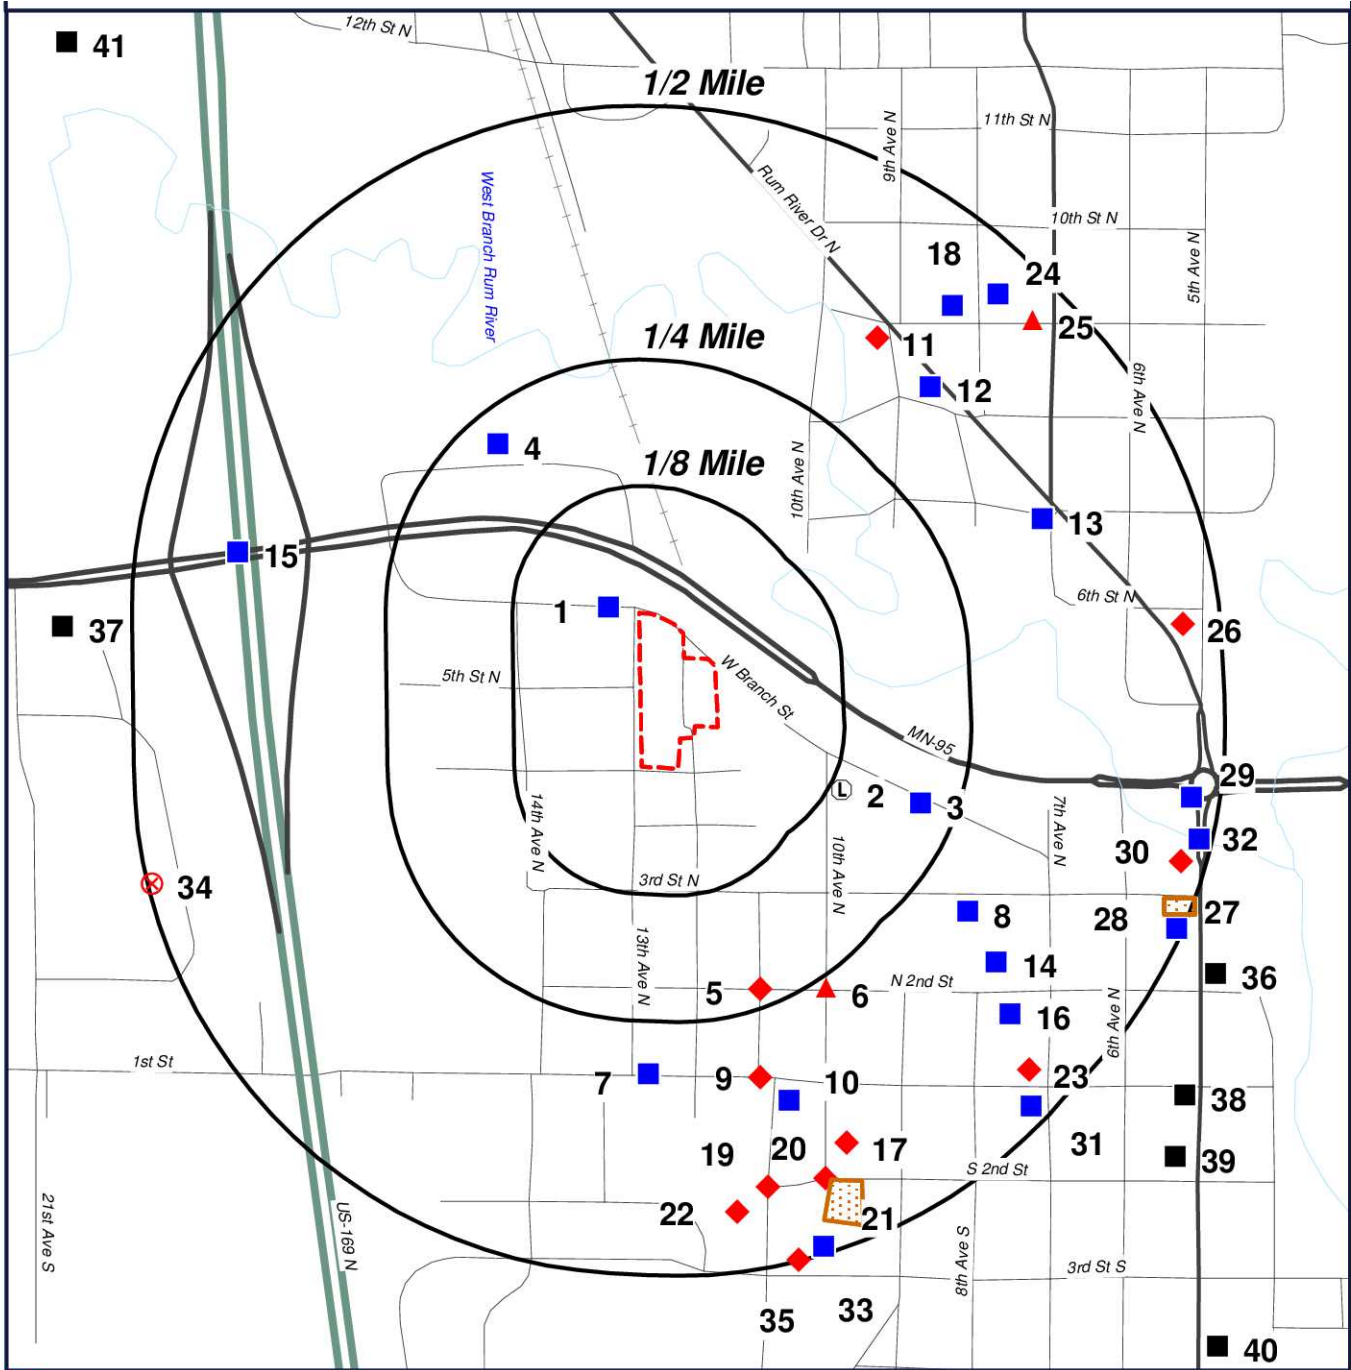 12th St N
41
1/2 Mile
9th Ave N
11th St N
Rum River Dr N
West Branch Rum River
10th St N
5th Ave N
18
24
25
1/4 Mile
11
12
6th Ave N
4
1/8 Mile
10th Ave N
13
15
6th St N
1
37
26
5th St N
W Branch St
MN-95
29
L
2
3
14th Ave N
7th Ave N
30
32
10th Ave N
3rd St N
34
8
28
27
13th Ave N
14
36
5
6
N 2nd St
16
6th Ave N
1st St
7
9
10
23
38
19
20
17
31
39
S 2nd St
22
21
21st Ave S
US-169 N
8th Ave S
3rd St S
35
33
40